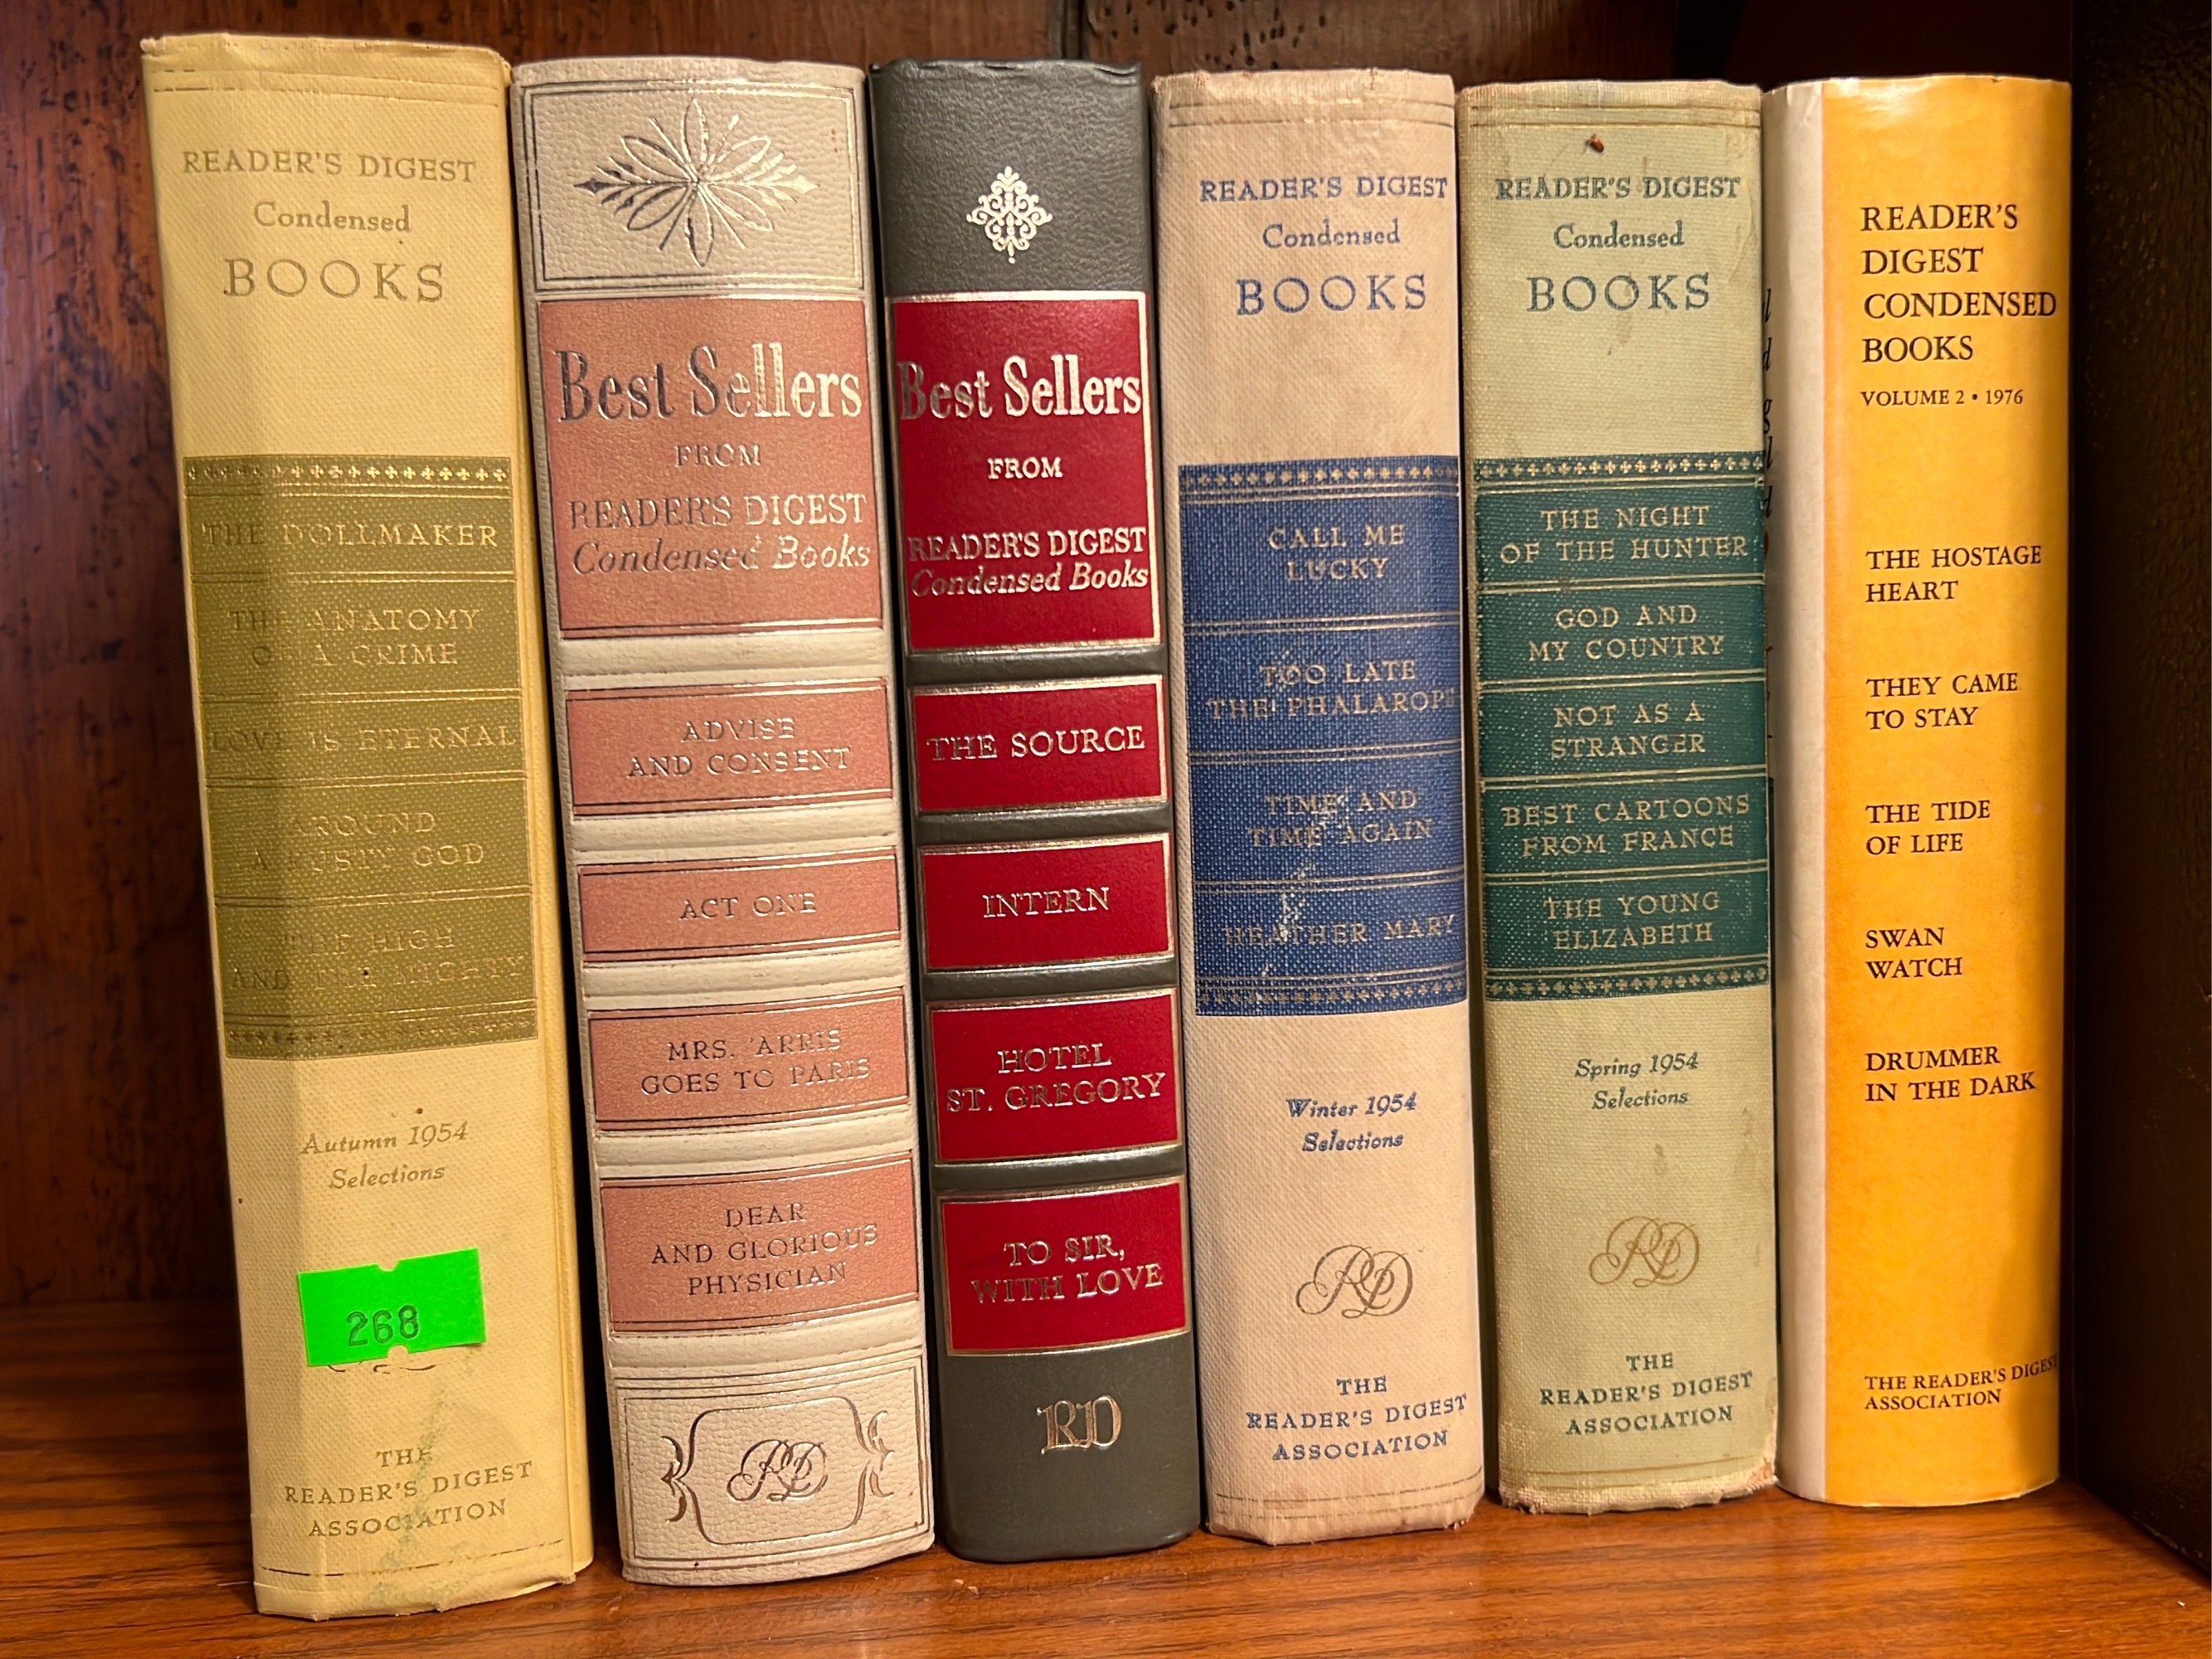 READER'S DIGEST
Condensed
BOOKS
THE DOLLMAKER
THE ANATOMY
OF A CRIME
LOVE IS ETERNAL
ROUND
A RUSTY GOD
THE HIGH
AND THE MIGHTY
Autumn 1954
Selections
268
THE
READER'S DIGEST
ASSOCIATION
Best Sellers
FROM
READER'S DIGEST
Condensed Books
ADVISE
AND CONSENT
ACT ONE
MRS. 'ARRIS
GOES TO PARIS
DEAR
AND GLORIOUS
PHYSICIAN
RD
Best Sellers
FROM
READER'S DIGEST
Condensed Books
THE SOURCE
INTERN
HOTEL
ST. GREGORY
TO SIR,
WITH LOVE
RD
READER'S DIGEST
Condensed
BOOKS
CALL ME
LUCKY
TOO LATE
THE PHALAROPE
TIME AND
TIME AGAIN
HEATHER MARY
Winter 1954
Selections
RD
THE
READER'S DIGEST
ASSOCIATION
READER'S DIGEST
Condensed
BOOKS
THE NIGHT
OF THE HUNTER
GOD AND
MY COUNTRY
NOT AS A
STRANGER
BEST CARTOONS
FROM FRANCE
THE YOUNG
ELIZABETH
Spring 1954
Selections
RD
THE
READER'S DIGEST
ASSOCIATION
READER'S
DIGEST
CONDENSED
BOOKS
VOLUME 2 • 1976
THE HOSTAGE
HEART
THEY CAME
TO STAY
THE TIDE
OF LIFE
SWAN
WATCH
DRUMMER
IN THE DARK
THE READER'S DIGEST
ASSOCIATION